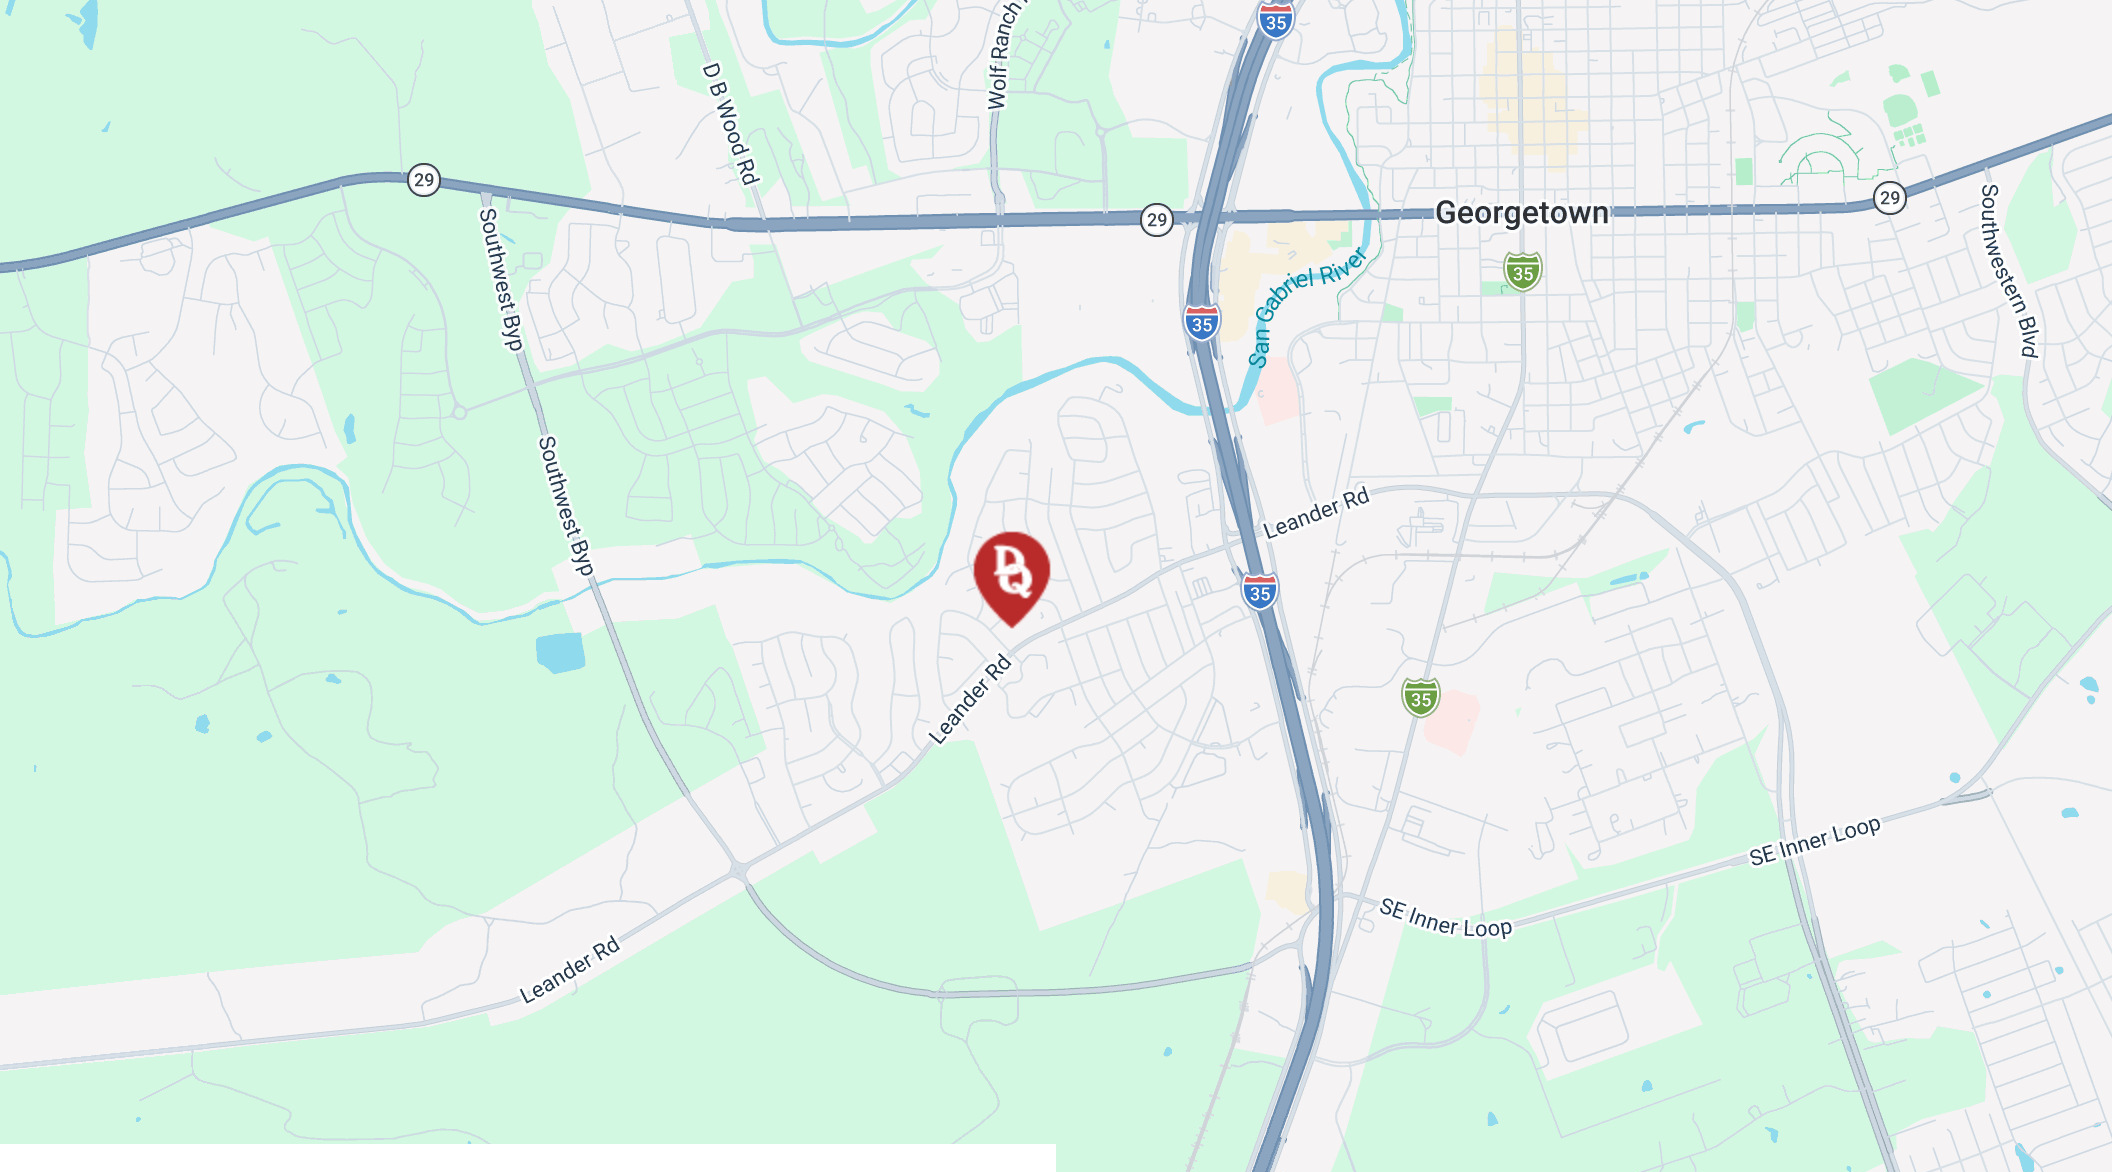 35
Wolf Ranch
D B Wood Rd
29
29
Georgetown
29
Southwest Byp
Southwestern Blvd
35
San Gabriel River
35
Southwest Byp
Leander Rd
DQ
35
Leander Rd
35
SE Inner Loop
SE Inner Loop
Leander Rd